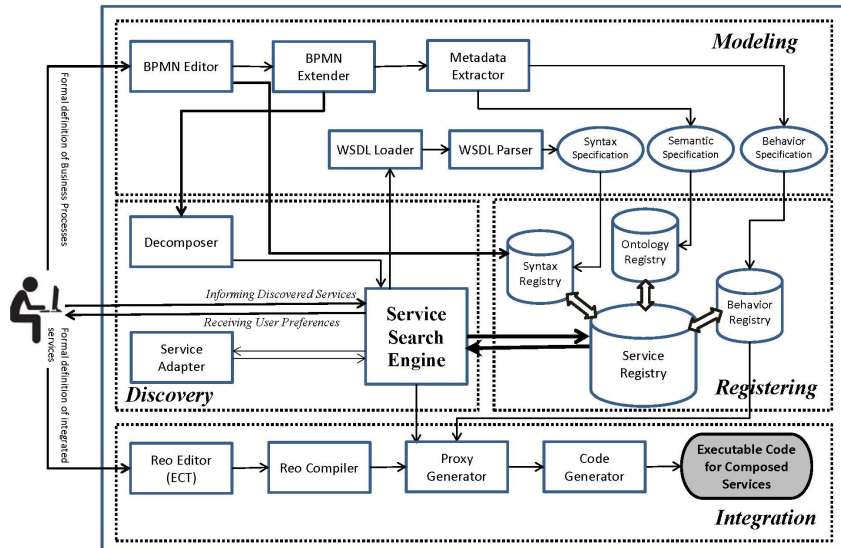 Modeling
BPMN Editor
BPMN
Extender
Metadata
Extractor
WSDL Loader
WSDL Parser
Syntax
Specification
Semantic
Specification
Behavior
Specification
Formal definition of Business Processes
Decomposer
Syntax
Registry
Ontology
Registry
Behavior
Registry
Informing Discovered Services
Receiving User Preferences
Service
Search
Engine
Service
Adapter
Service
Registry
Discovery
Registering
Formal definition of integrated
services
Reo Editor
(ECT)
Reo Compiler
Proxy
Generator
Code
Generator
Executable Code
for Composed
Services
Integration